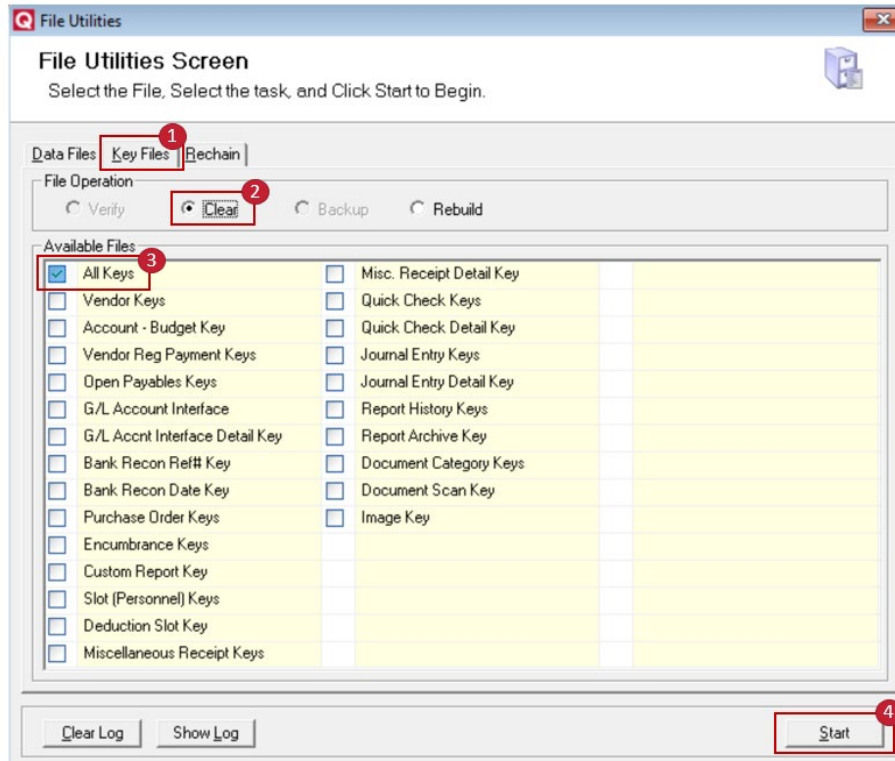 File Utilities
File Utilities Screen
Select the File, Select the task, and Click Start to Begin.
1
Data Files Key Files Rechain
File Operation
2
Verify Clear Backup Rebuild
Available Files
3
All Keys Misc. Receipt Detail Key
Vendor Keys Quick Check Keys
Account - Budget Key Quick Check Detail Key
Vendor Reg Payment Keys Journal Entry Keys
Open Payables Keys Journal Entry Detail Key
G/L Account Interface Report History Keys
G/L Accnt Interface Detail Key Report Archive Key
Bank Recon Ref# Key Document Category Keys
Bank Recon Date Key Document Scan Key
Purchase Order Keys Image Key
Encumbrance Keys
Custom Report Key
Slot (Personnel) Keys
Deduction Slot Key
Miscellaneous Receipt Keys
4
Clear Log Show Log Start